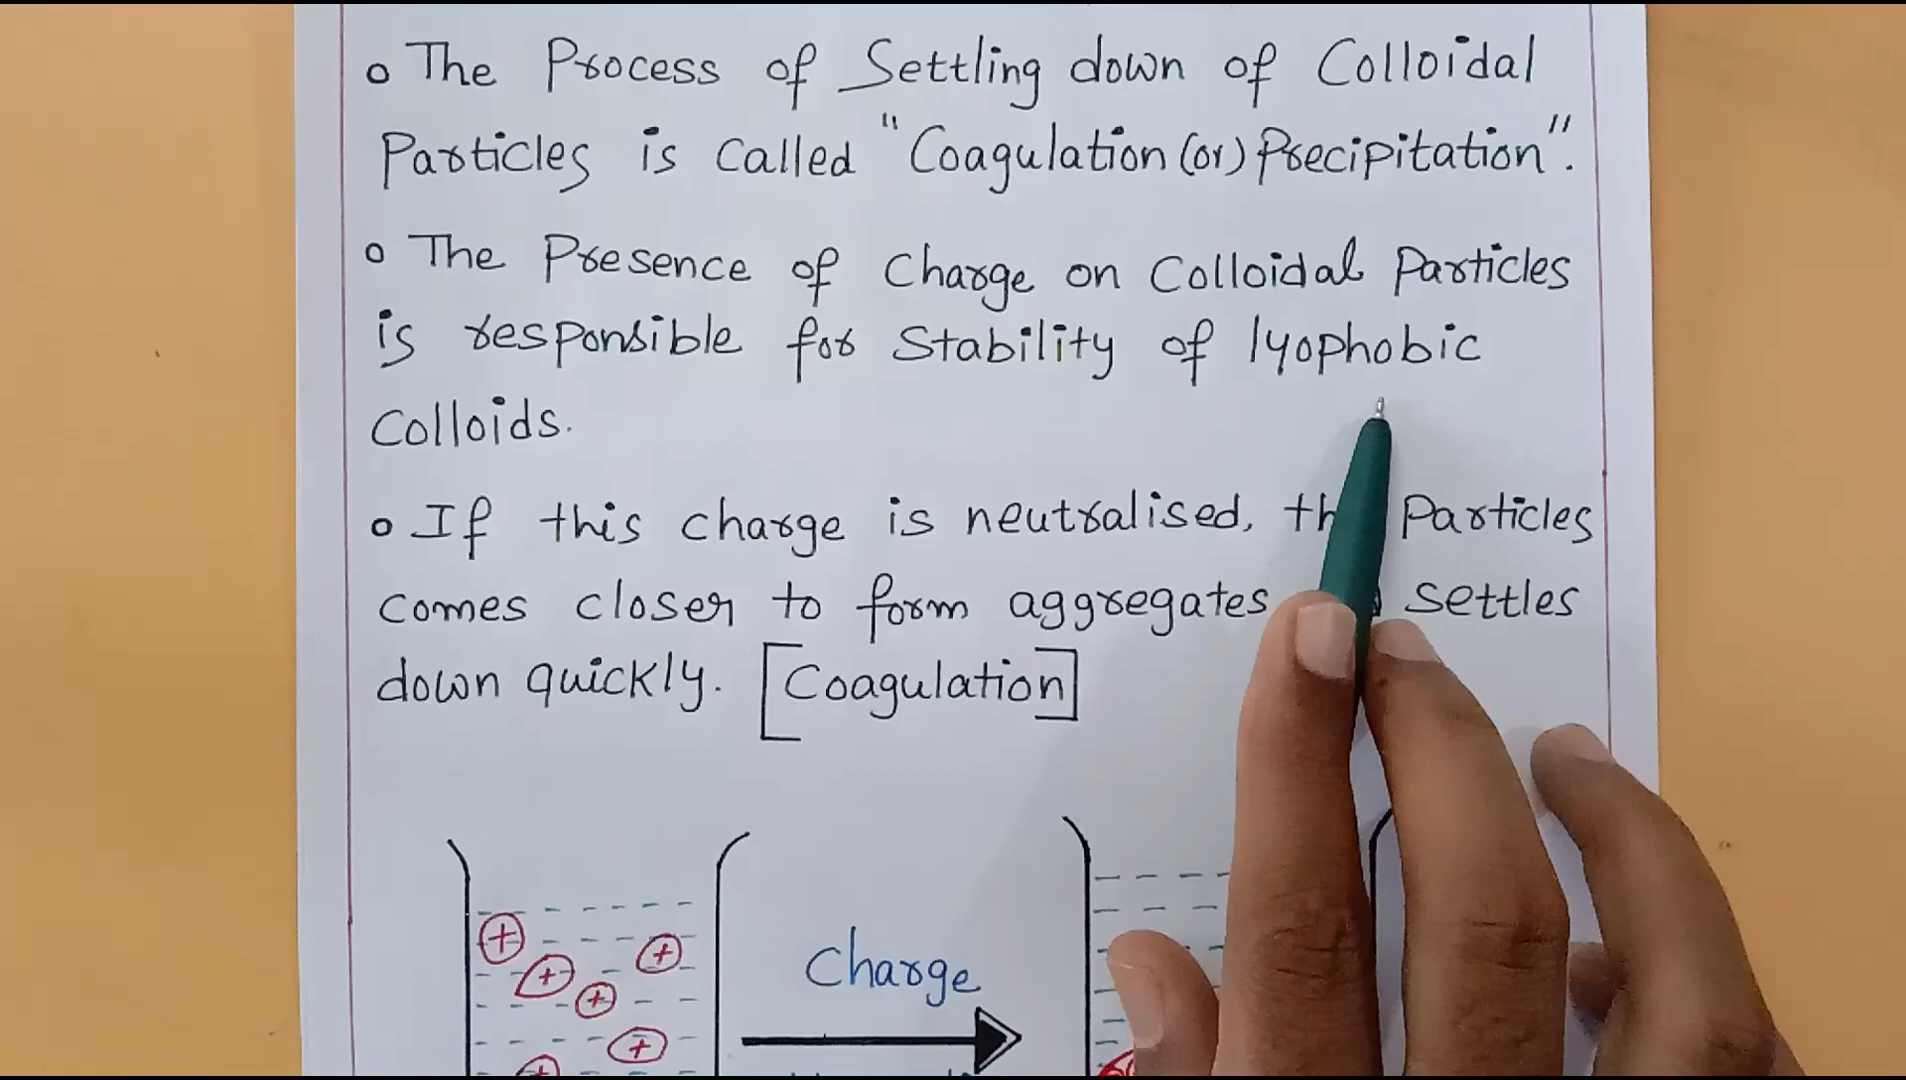 o The Process of Settling down of Colloidal
Particles is called "Coagulation (or) Precipitation".
o The Presence of Charge on Colloidal Particles
is responsible for Stability of lyophobic
Colloids.
o If this charge is neutralised, Particles
comes closer to form aggregates settles
down quickly. [Coagulation]
+ + + + + +
Charge